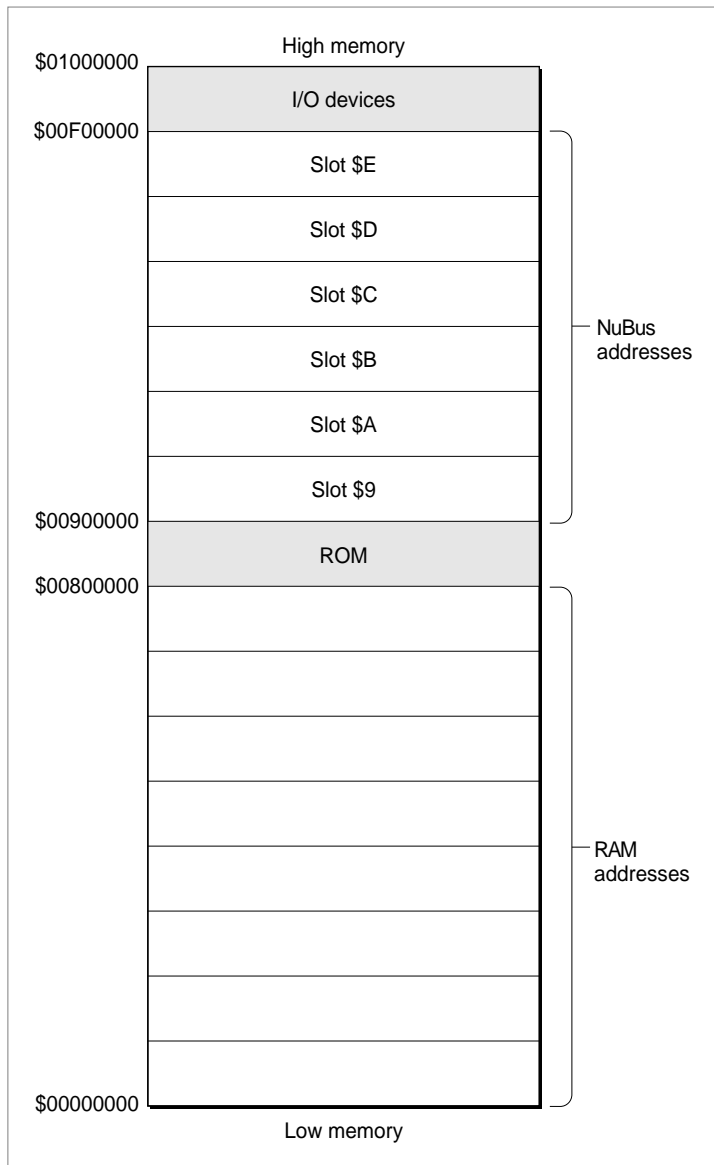 High memory
$01000000
I/O devices
$00F00000
Slot $E
Slot $D
Slot $C
NuBus
addresses
Slot $B
Slot $A
Slot $9
$00900000
ROM
$00800000
RAM
addresses
$00000000
Low memory